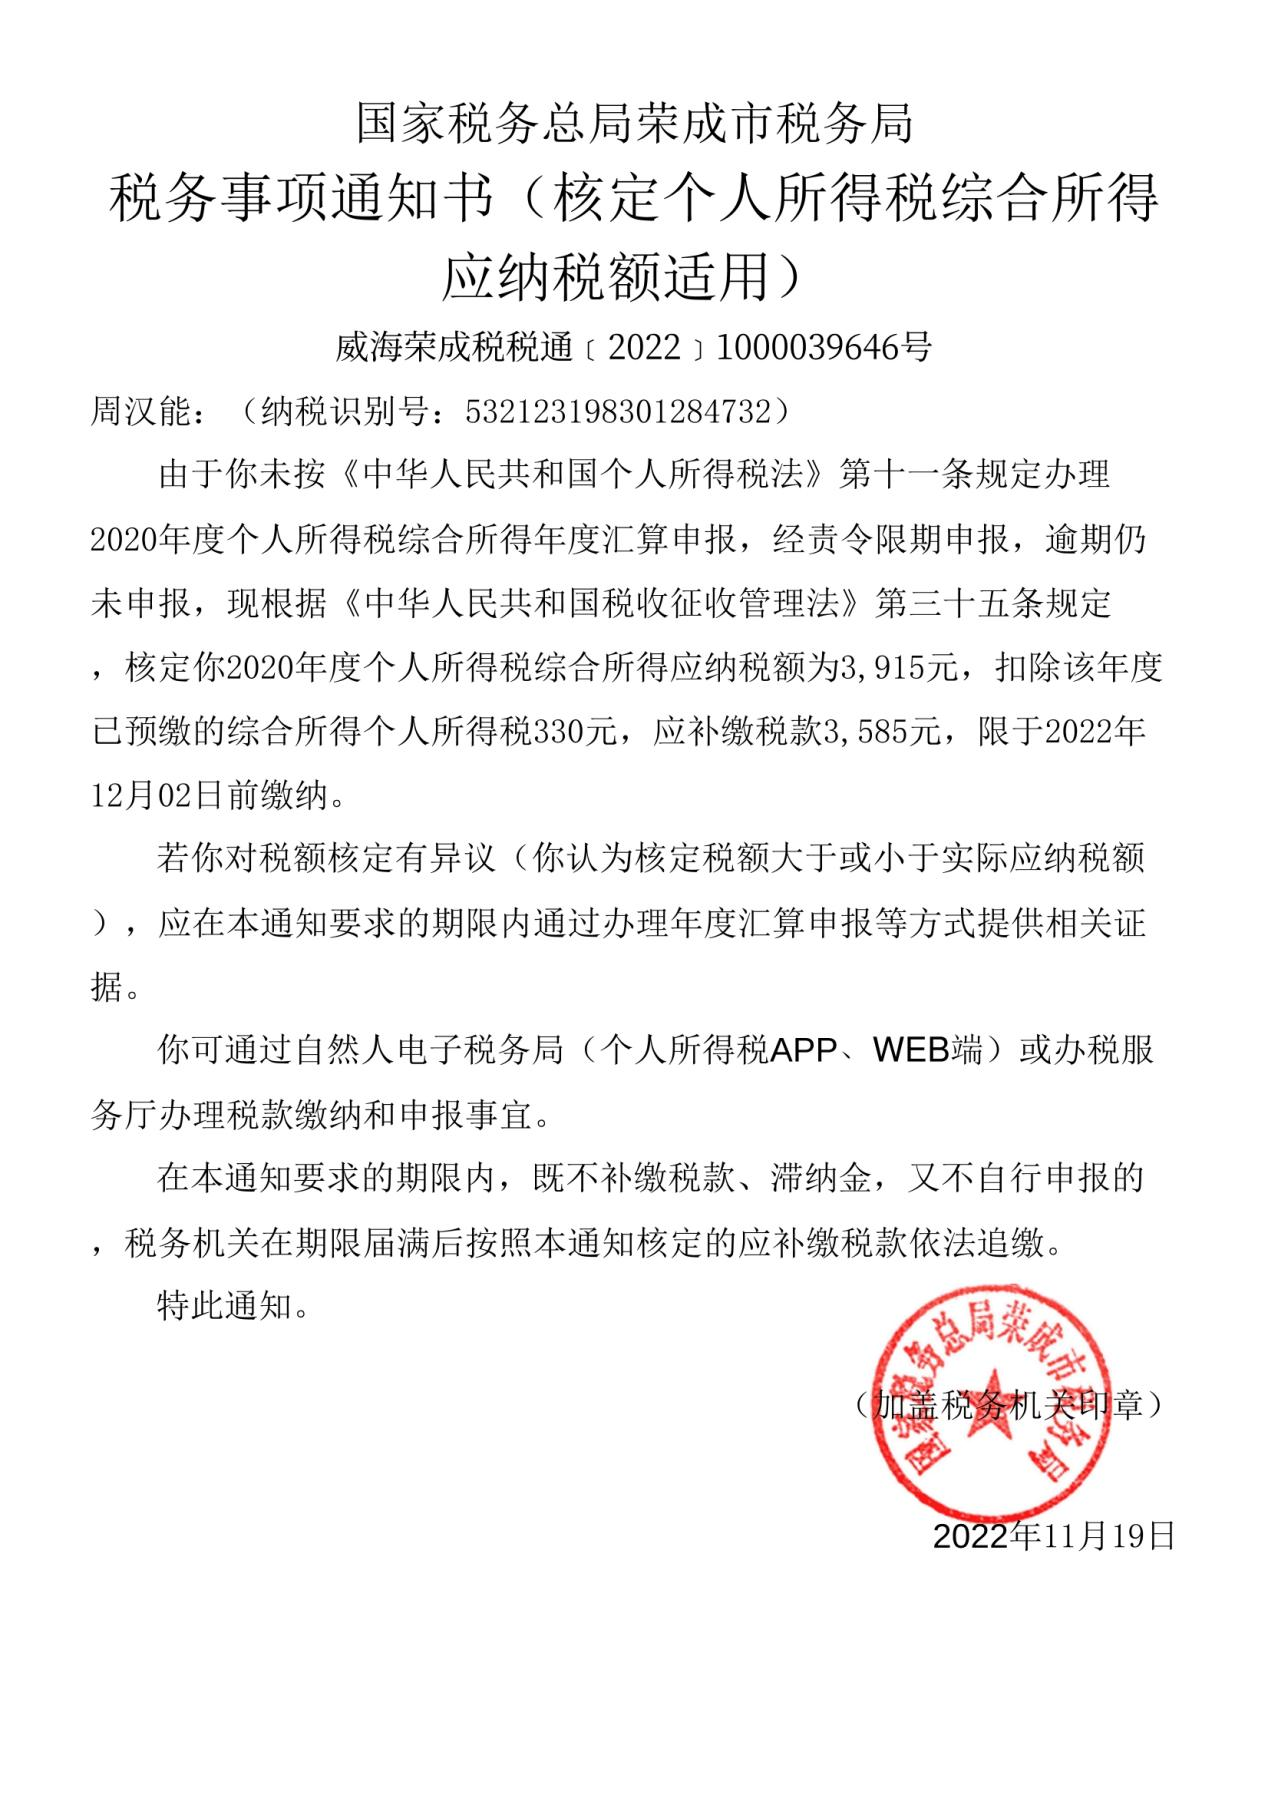 国家税务总局荣成市税务局
税务事项通知书（核定个人所得税综合所得
应纳税额适用）
威海荣成税税通﹝2022﹞1000039646号
周汉能：（纳税识别号：532123198301284732）
由于你未按《中华人民共和国个人所得税法》第十一条规定办理
2020年度个人所得税综合所得年度汇算申报，经责令限期申报，逾期仍
未申报，现根据《中华人民共和国税收征收管理法》第三十五条规定
，核定你2020年度个人所得税综合所得应纳税额为3,915元，扣除该年度
已预缴的综合所得个人所得税330元，应补缴税款3,585元，限于2022年
12月02日前缴纳。
若你对税额核定有异议（你认为核定税额大于或小于实际应纳税额
），应在本通知要求的期限内通过办理年度汇算申报等方式提供相关证
据。
你可通过自然人电子税务局（个人所得税APP、WEB端）或办税服
务厅办理税款缴纳和申报事宜。
在本通知要求的期限内，既不补缴税款、滞纳金，又不自行申报的
，税务机关在期限届满后按照本通知核定的应补缴税款依法追缴。
特此通知。
国家税务总局荣成市税务局
（加盖税务机关印章）
2022年11月19日